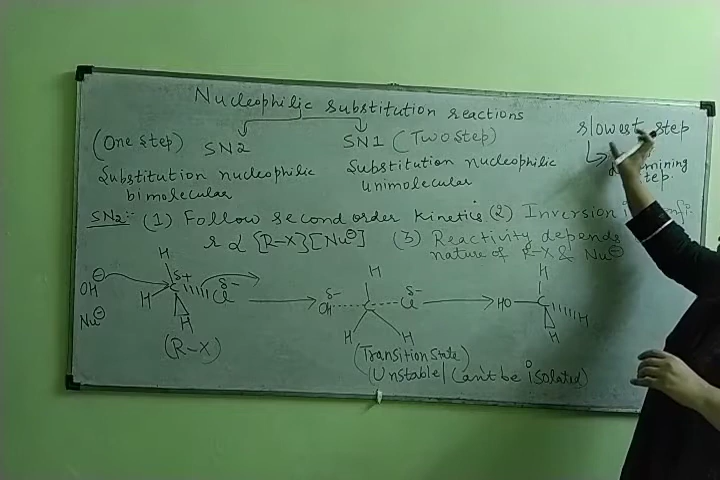 Nucleophilic substitution reactions
(One step) SN2
SN1 (Two step)
slowest step
Substitution nucleophilic
bimolecular
Substitution nucleophilic
unimolecular
step.
SN2:- (1) Follow second order kinetics (2) Inversion
r α [R-X][Nu⊖] (3) Reactivity depends
nature of R-X & Nu⊖
H
H
H
OH⊖ H C δ+ Cl δ-
OH δ- C Cl δ-
HO C H
Nu⊖
H
H H
H
(R-X)
(Transition state)
(Unstable/Can't be isolated)